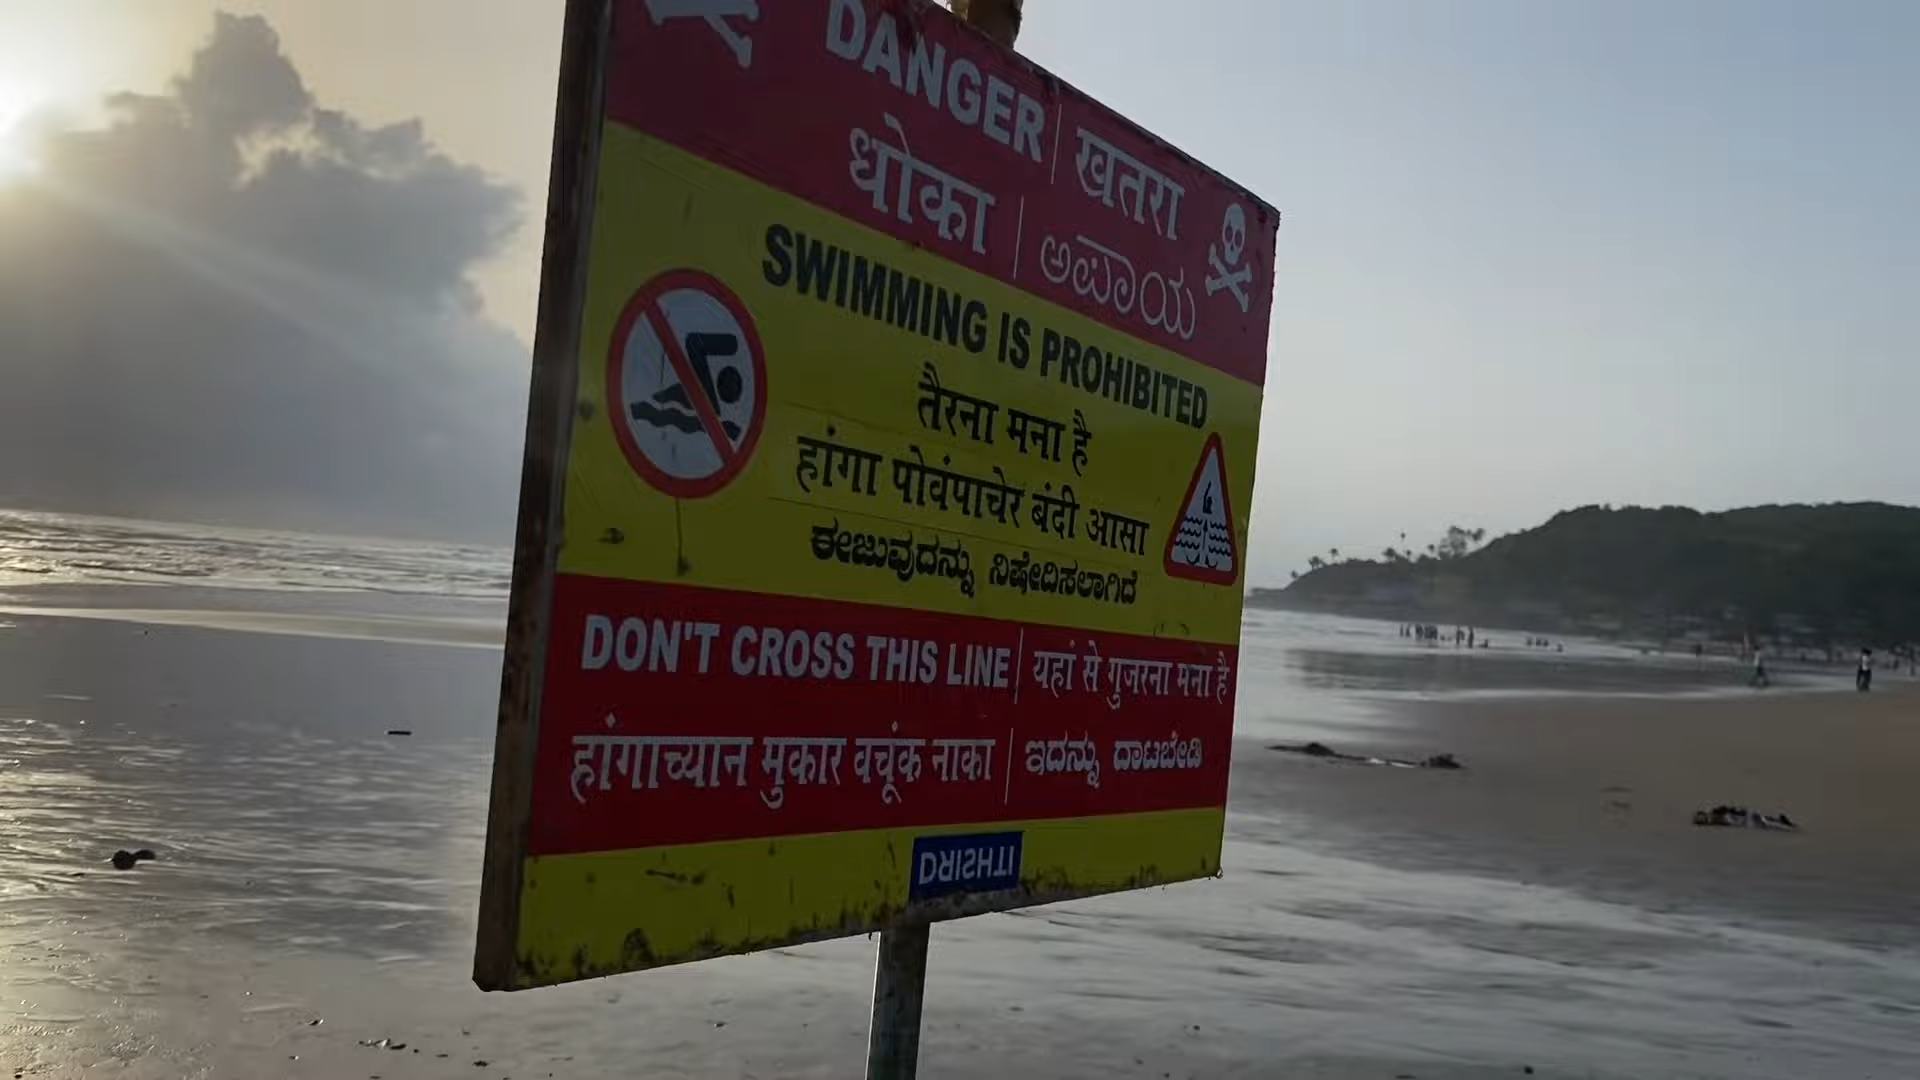 DANGER | खतरा
धोका | ಅಪಾಯ
SWIMMING IS PROHIBITED
तैरना मना है
हांगा पोवंपाचेर बंदी आसा
ಈಜುವುದನ್ನು ನಿಷೇದಿಸಲಾಗಿದೆ
DON'T CROSS THIS LINE | यहां से गुजरना मना है
हांगाच्यान मुकार वचूंक नाका | ಇದನ್ನು ದಾಟಬೇಡಿ
DRISHTI